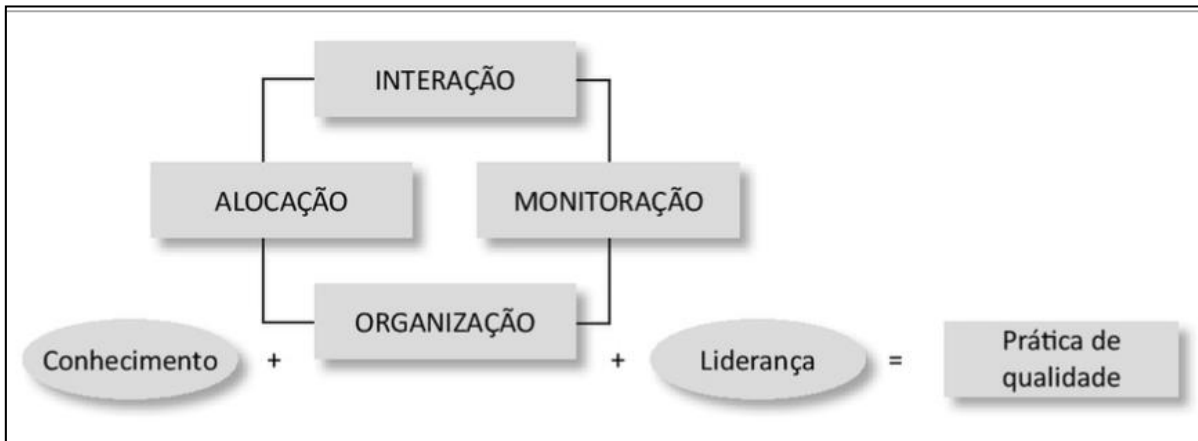 INTERAÇÃO
ALOCAÇÃO
MONITORAÇÃO
ORGANIZAÇÃO
Conhecimento
+
+
Liderança
=
Prática de
qualidade